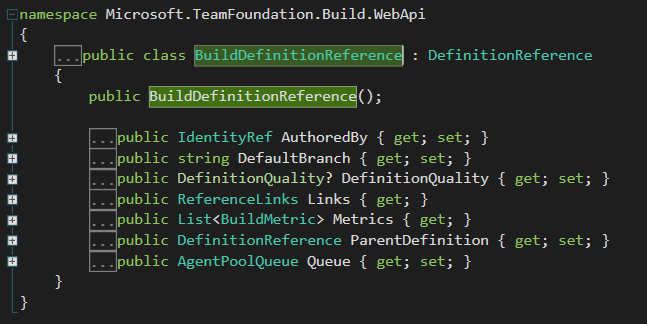 namespace Microsoft.TeamFoundation.Build.WebApi
{
...public class BuildDefinitionReference : DefinitionReference
{
public BuildDefinitionReference();
...public IdentityRef AuthoredBy { get; set; }
...public string DefaultBranch { get; set; }
...public DefinitionQuality? DefinitionQuality { get; set; }
...public ReferenceLinks Links { get; }
...public List<BuildMetric> Metrics { get; }
...public DefinitionReference ParentDefinition { get; set; }
...public AgentPoolQueue Queue { get; set; }
}
}